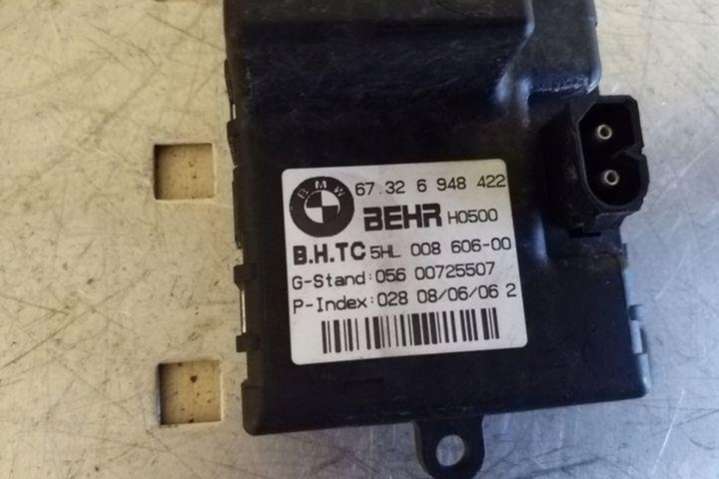 BMW
67.32 6 948 422
BEHR H0500
B.H.TC 5HL 008 606-00
G-Stand:056 00725507
P-Index:028 08/06/06 2